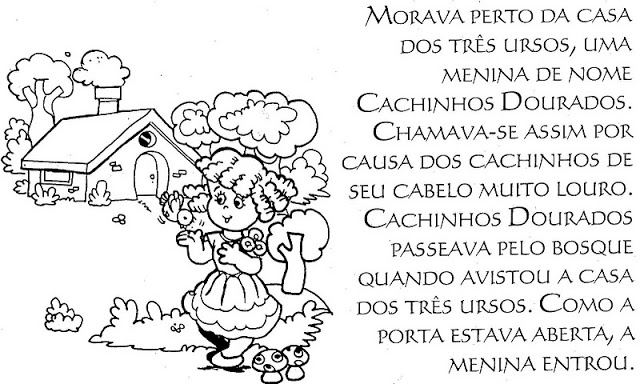 Morava perto da casa
dos três ursos, uma
menina de nome
Cachinhos Dourados.
Chamava-se assim por
causa dos cachinhos de
seu cabelo muito louro.
Cachinhos Dourados
passeava pelo bosque
quando avistou a casa
dos três ursos. Como a
porta estava aberta, a
menina entrou.